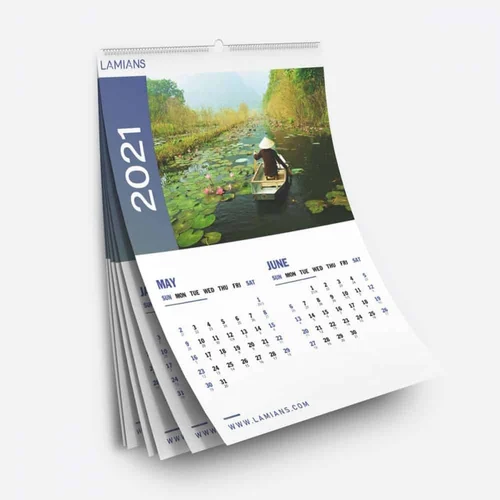 LAMIANS
2021
MAY
SUN MON TUE WED THU FRI SAT
1
2 3 4 5 6 7 8
9 10 11 12 13 14 15
16 17 18 19 20 21 22
23 24 25 26 27 28 29
30 31
JUNE
SUN MON TUE WED THU FRI SAT
1 2 3 4 5
6 7 8 9 10 11 12
13 14 15 16 17 18 19
20 21 22 23 24 25 26
27 28 29 30
WWW.LAMIANS.COM